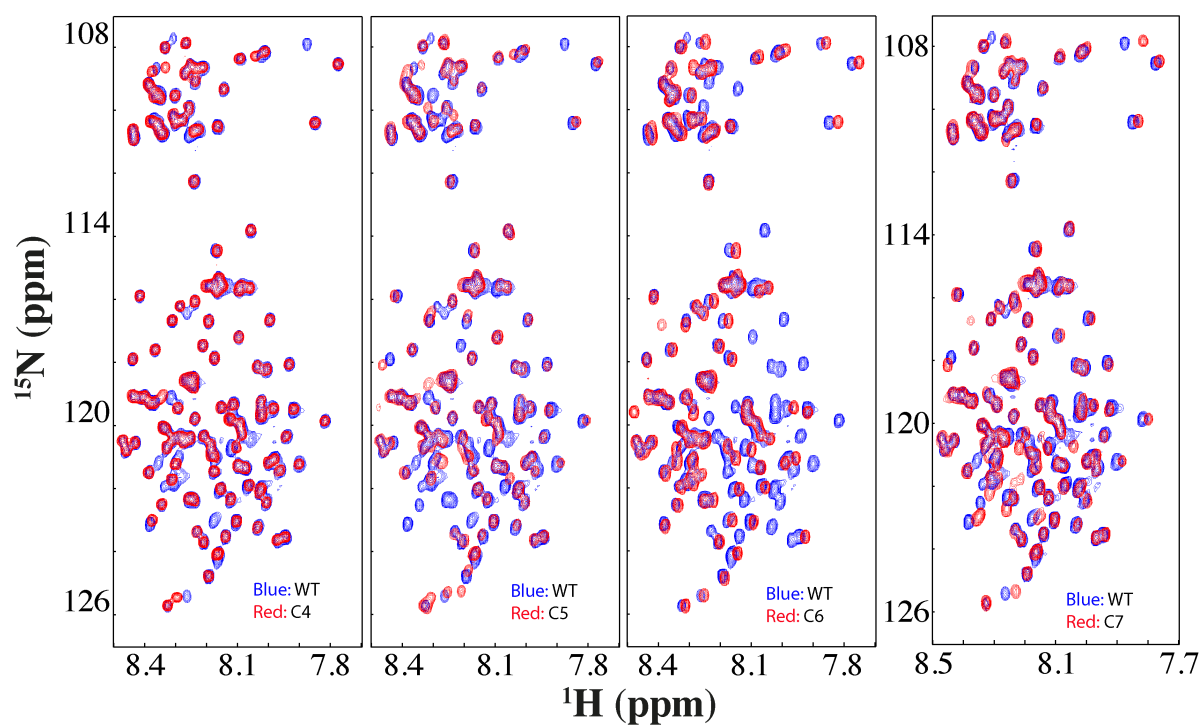 108
114
120
126
15N (ppm)
Blue: WT
Red: C4
Blue: WT
Red: C5
Blue: WT
Red: C6
108
114
120
126
Blue: WT
Red: C7
8.4 8.1 7.8
8.4 8.1 7.8
8.4 8.1 7.8
8.5 8.1 7.7
1H (ppm)